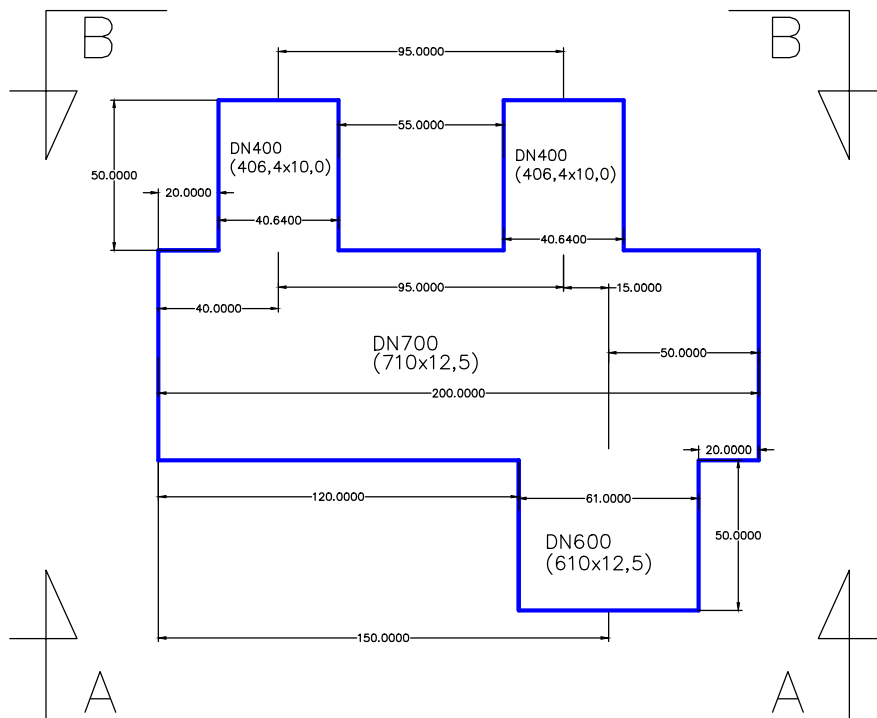 B
B
95.0000
55.0000
DN400
(406,4x10,0)
DN400
(406,4x10,0)
50.0000
20.0000
40.6400
40.6400
95.0000
15.0000
40.0000
DN700
(710x12,5)
50.0000
200.0000
20.0000
120.0000
61.0000
DN600
(610x12,5)
50.0000
150.0000
A
A